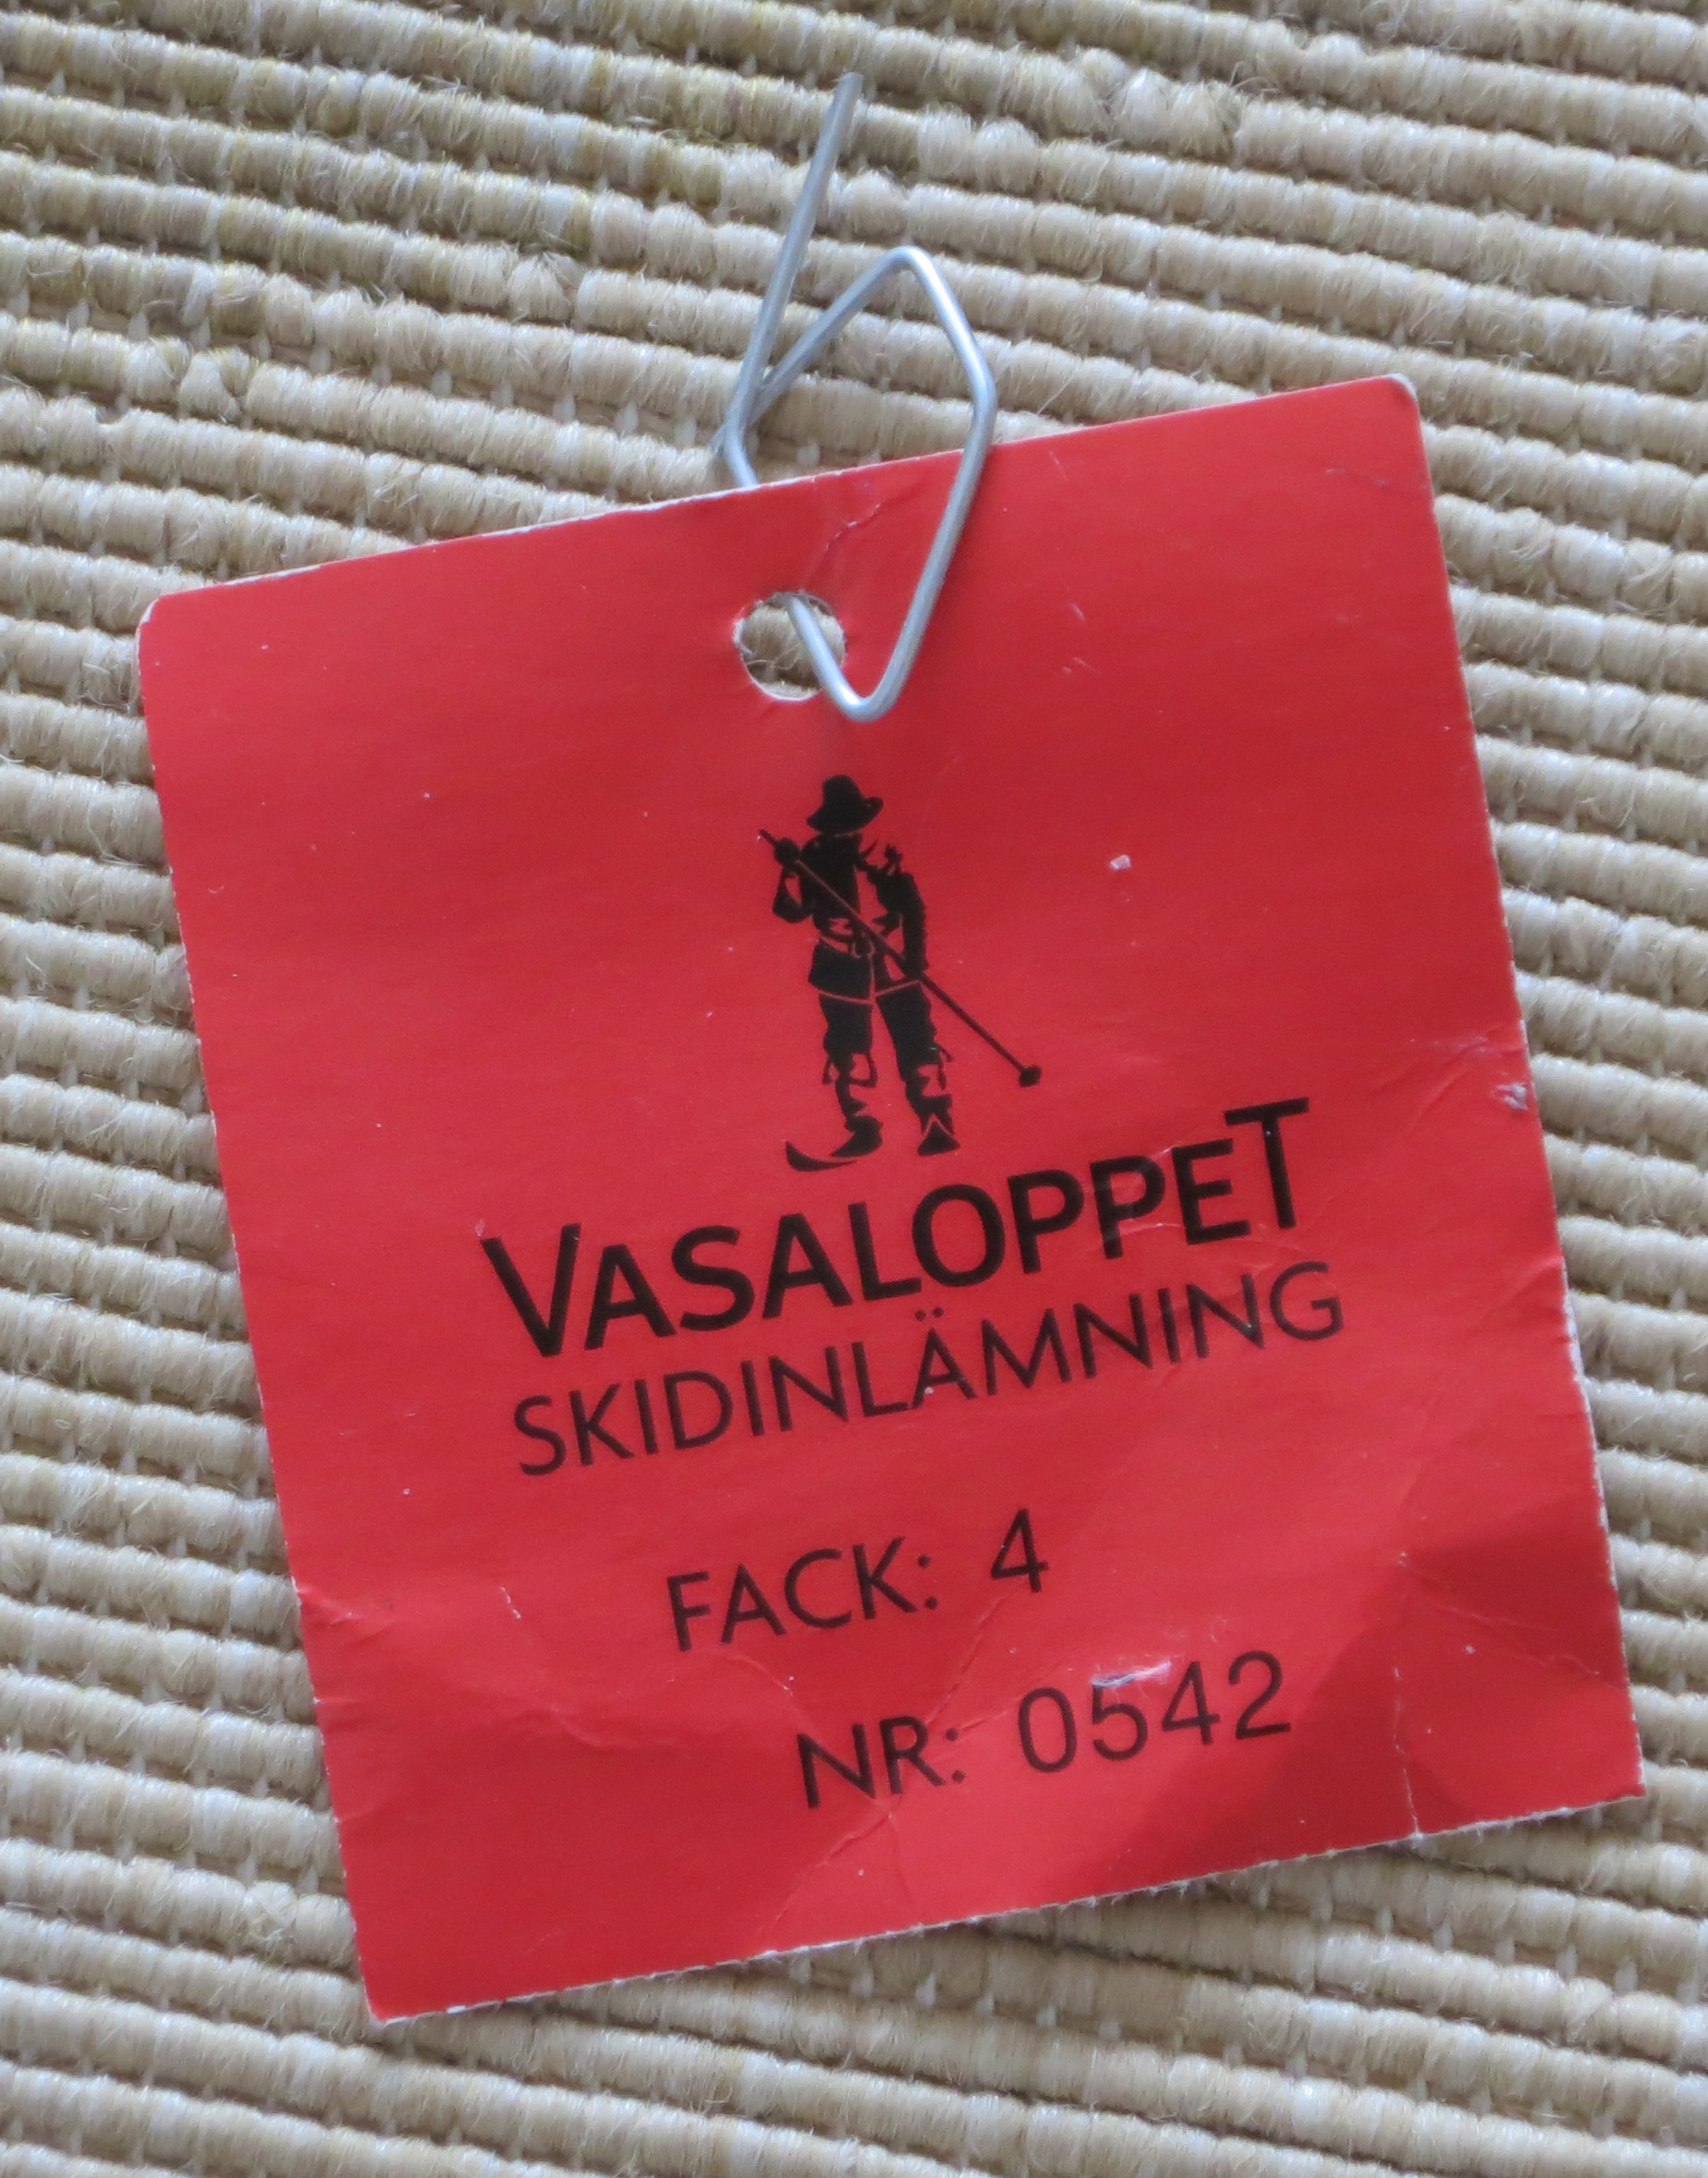 VASALOPPET
SKIDINLÄMNING
FACK: 4
NR: 0542